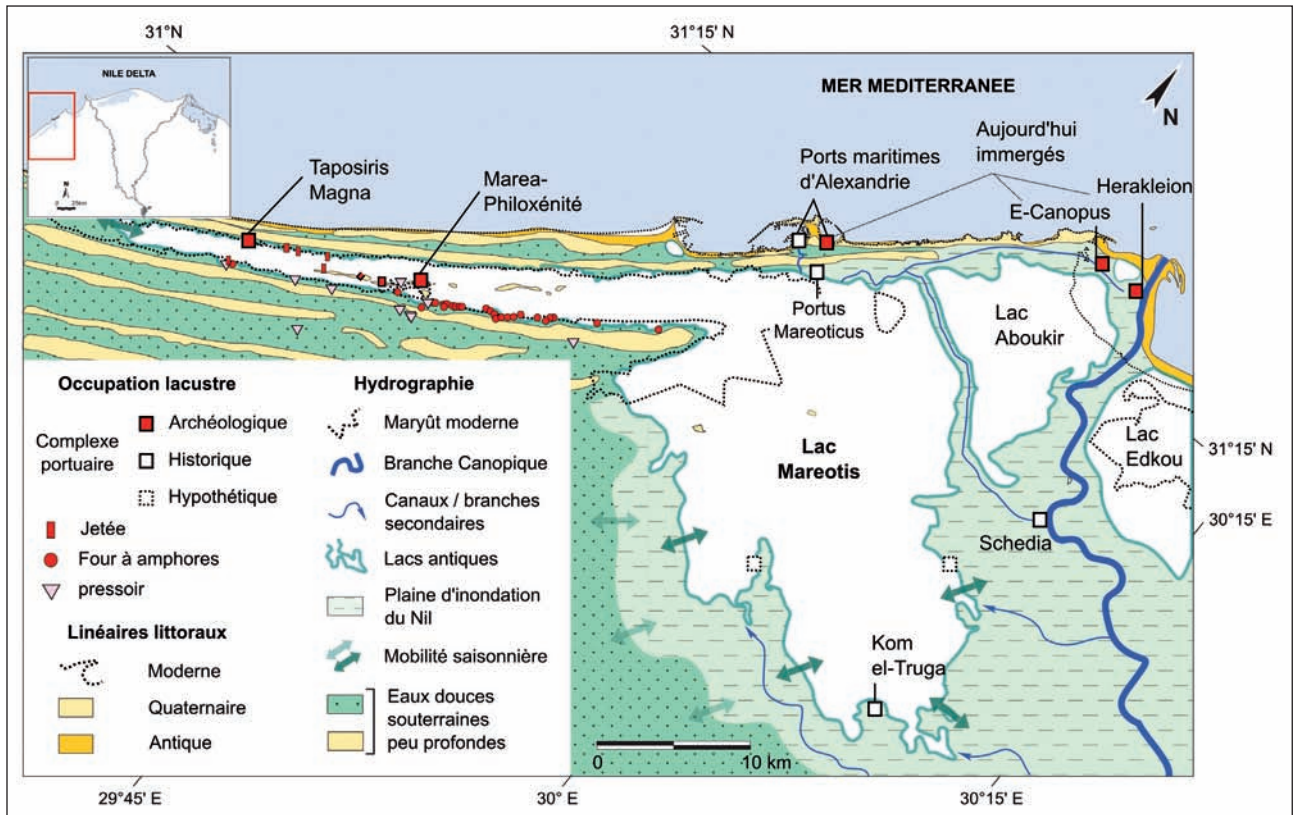 31°N
31°15' N
NILE DELTA
N
25km
MER MEDITERRANEE
N
Taposiris
Magna
Marea-
Philoxénité
Ports maritimes
d'Alexandrie
Aujourd'hui
immergés
E-Canopus
Herakleion
Portus
Mareoticus
Lac
Aboukir
Lac
Mareotis
Lac
Edkou
Schedia
Kom
el-Truga
31°15' N
30°15' E
Occupation lacustre
Complexe
portuaire
Archéologique
Historique
Hypothétique
Jetée
Four à amphores
pressoir
Linéaires littoraux
Moderne
Quaternaire
Antique
Hydrographie
Maryût moderne
Branche Canopique
Canaux / branches
secondaires
Lacs antiques
Plaine d'inondation
du Nil
Mobilité saisonnière
Eaux douces
souterraines
peu profondes
0
10 km
29°45' E
30° E
30°15' E